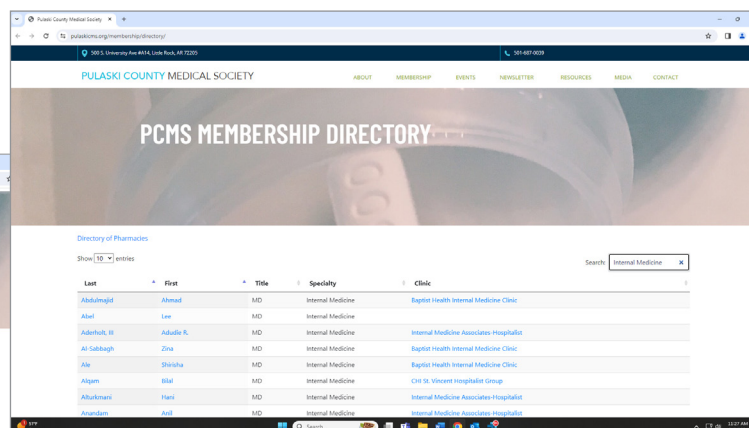 Pulaski County Medical Society
pulaskicms.org/membership/directory/
500 S. University Ave #A14, Little Rock, AR 72205 501-687-0039
PULASKI COUNTY MEDICAL SOCIETY ABOUT MEMBERSHIP EVENTS NEWSLETTER RESOURCES MEDIA CONTACT
PCMS MEMBERSHIP DIRECTORY
Directory of Pharmacies
Show 10 entries Search: Internal Medicine
Last First Title Specialty Clinic
Abdulmajid Ahmad MD Internal Medicine Baptist Health Internal Medicine Clinic
Abel Lee MD Internal Medicine
Aderholt, III Adudie R. MD Internal Medicine Internal Medicine Associates-Hospitalist
Al-Sabbagh Zina MD Internal Medicine Baptist Health Internal Medicine Clinic
Ale Shirisha MD Internal Medicine Baptist Health Internal Medicine Clinic
Alqam Bilal MD Internal Medicine CHI St. Vincent Hospitalist Group
Alturkmani Hani MD Internal Medicine Internal Medicine Associates-Hospitalist
Anandam Anil MD Internal Medicine Internal Medicine Associates-Hospitalist
57°F Search 11:27 AM